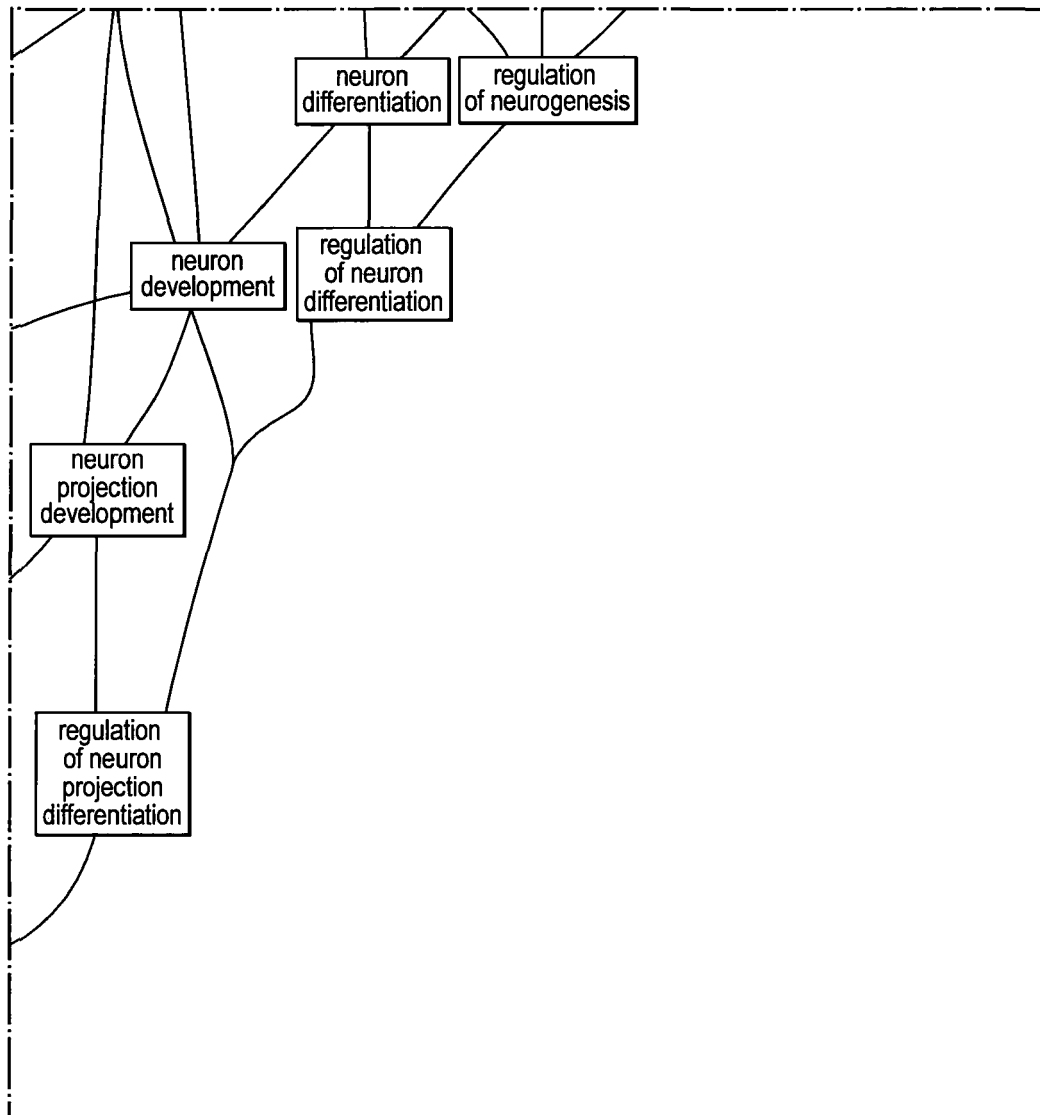 neuron
differentiation
regulation
of neurogenesis
neuron
development
regulation
of neuron
differentiation
neuron
projection
development
regulation
of neuron
projection
differentiation